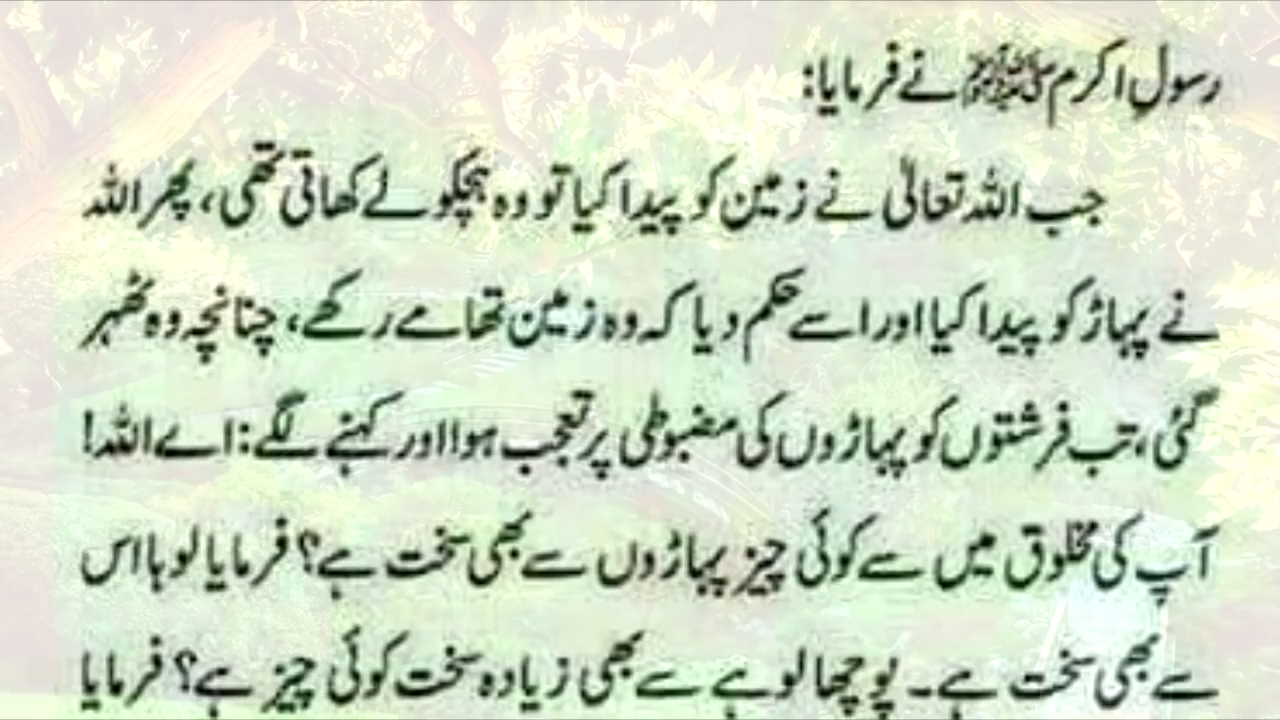 رسولِ اکرم ﷺ نے فرمایا:
جب اللہ تعالیٰ نے زمین کو پیدا کیا تو وہ ہچکولے کھاتی تھی، پھر اللہ
نے پہاڑ کو پیدا کیا اور اسے حکم دیا کہ وہ زمین تھامے رکھے، چنانچہ وہ ٹھہر
گئی، تب فرشتوں کو پہاڑوں کی مضبوطی پر تعجب ہوا اور کہنے لگے: اے اللہ!
آپ کی مخلوق میں سے کوئی چیز پہاڑوں سے بھی سخت ہے؟ فرمایا لوہا اس
سے بھی سخت ہے۔ پوچھا لوہے سے بھی زیادہ سخت کوئی چیز ہے؟ فرمایا